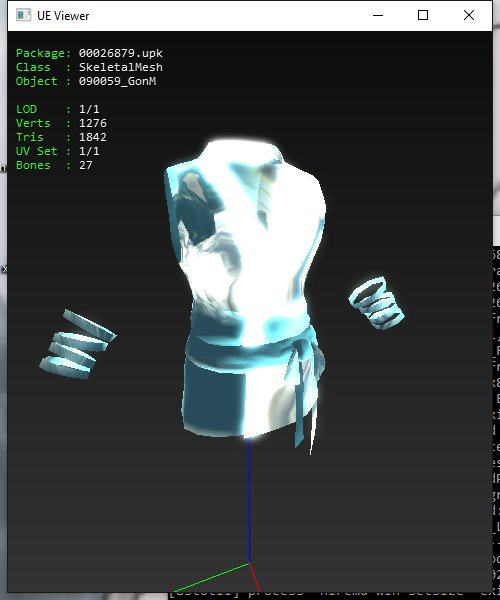 UE Viewer
Package: 00026879.upk
Class : SkeletalMesh
Object : 090059_GonM
LOD : 1/1
Verts : 1276
Tris : 1842
UV Set : 1/1
Bones : 27